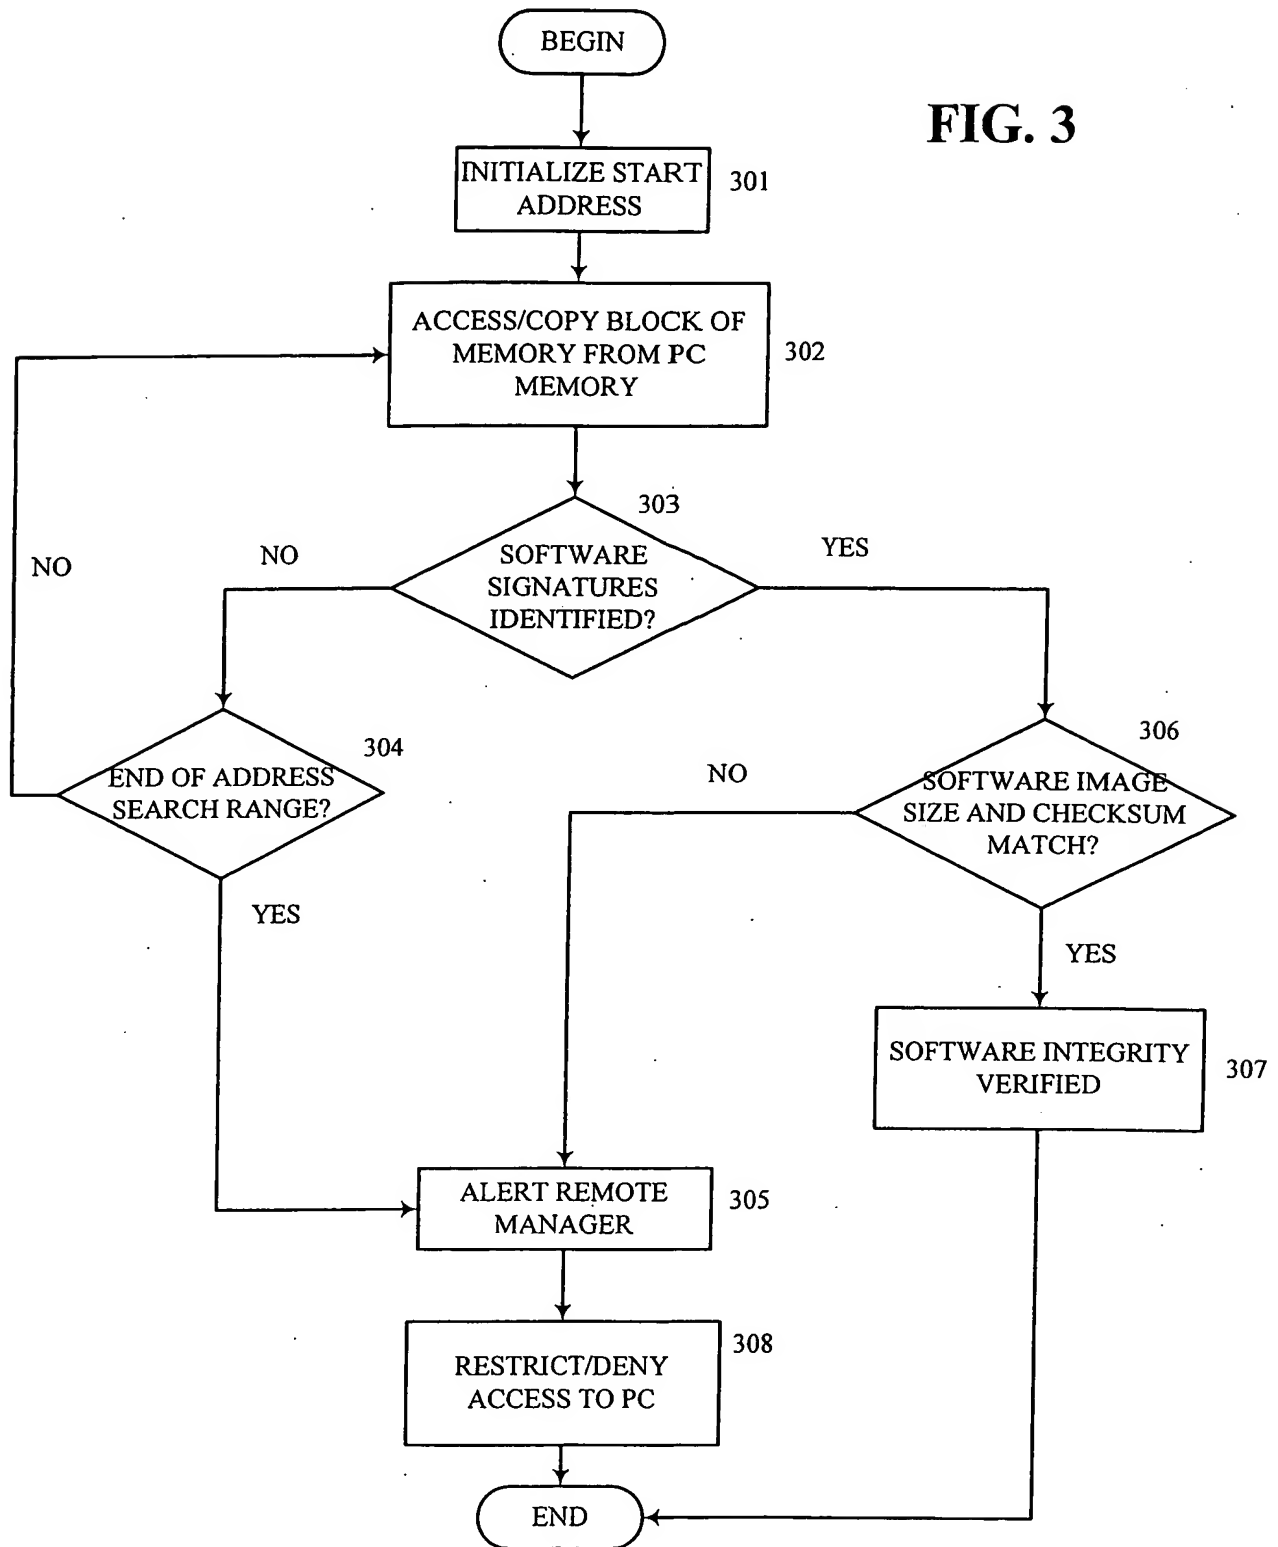 BEGIN
FIG. 3
INITIALIZE START
ADDRESS
301
ACCESS/COPY BLOCK OF
MEMORY FROM PC
MEMORY
302
303
SOFTWARE
SIGNATURES
IDENTIFIED?
NO
YES
NO
304
END OF ADDRESS
SEARCH RANGE?
306
SOFTWARE IMAGE
SIZE AND CHECKSUM
MATCH?
NO
YES
YES
SOFTWARE INTEGRITY
VERIFIED
307
ALERT REMOTE
MANAGER
305
RESTRICT/DENY
ACCESS TO PC
308
END